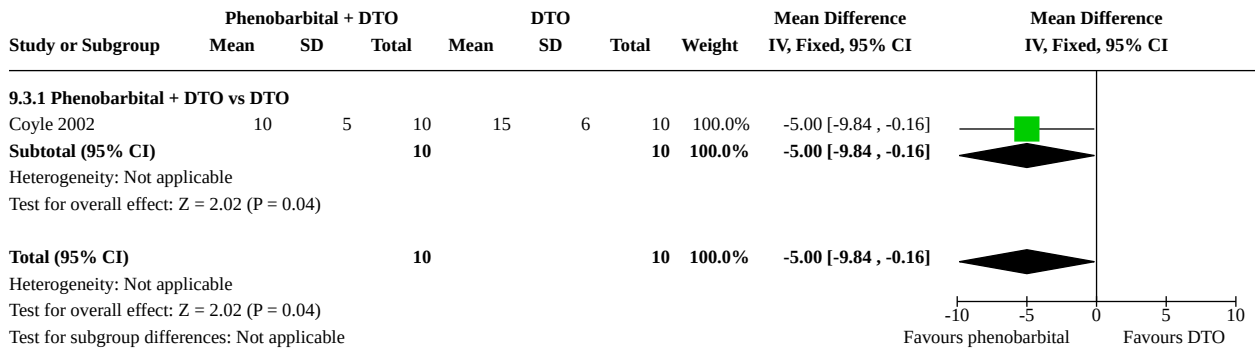 Phenobarbital + DTO DTO Mean Difference Mean Difference
Study or Subgroup Mean SD Total Mean SD Total Weight IV, Fixed, 95% CI IV, Fixed, 95% CI
9.3.1 Phenobarbital + DTO vs DTO
Coyle 2002 10 5 10 15 6 10 100.0% -5.00 [-9.84 , -0.16]
Subtotal (95% CI) 10 10 100.0% -5.00 [-9.84 , -0.16]
Heterogeneity: Not applicable
Test for overall effect: Z = 2.02 (P = 0.04)
Total (95% CI) 10 10 100.0% -5.00 [-9.84 , -0.16]
Heterogeneity: Not applicable
Test for overall effect: Z = 2.02 (P = 0.04)
-10 -5 0 5 10
Test for subgroup differences: Not applicable Favours phenobarbital Favours DTO